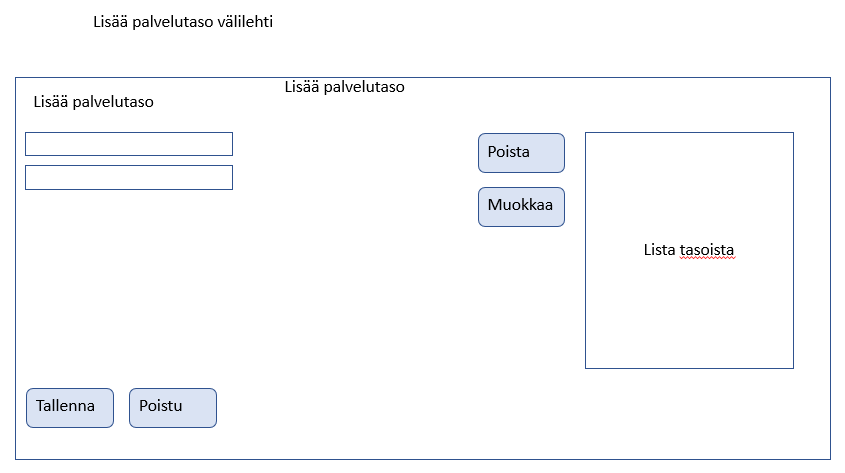 Lisää palvelutaso välilehti
Lisää palvelutaso
Lisää palvelutaso
Poista
Muokkaa
Lista tasoista
Tallenna
Poistu